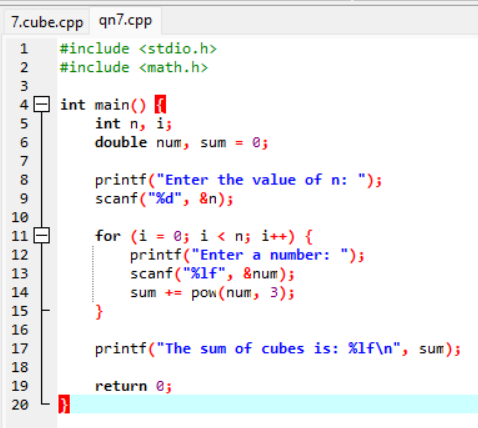 7.cube.cpp qn7.cpp
1 #include <stdio.h>
2 #include <math.h>
3
4 int main() {
5     int n, i;
6     double num, sum = 0;
7
8     printf("Enter the value of n: ");
9     scanf("%d", &n);
10
11     for (i = 0; i < n; i++) {
12         printf("Enter a number: ");
13         scanf("%lf", &num);
14         sum += pow(num, 3);
15     }
16
17     printf("The sum of cubes is: %lf\n", sum);
18
19     return 0;
20 }